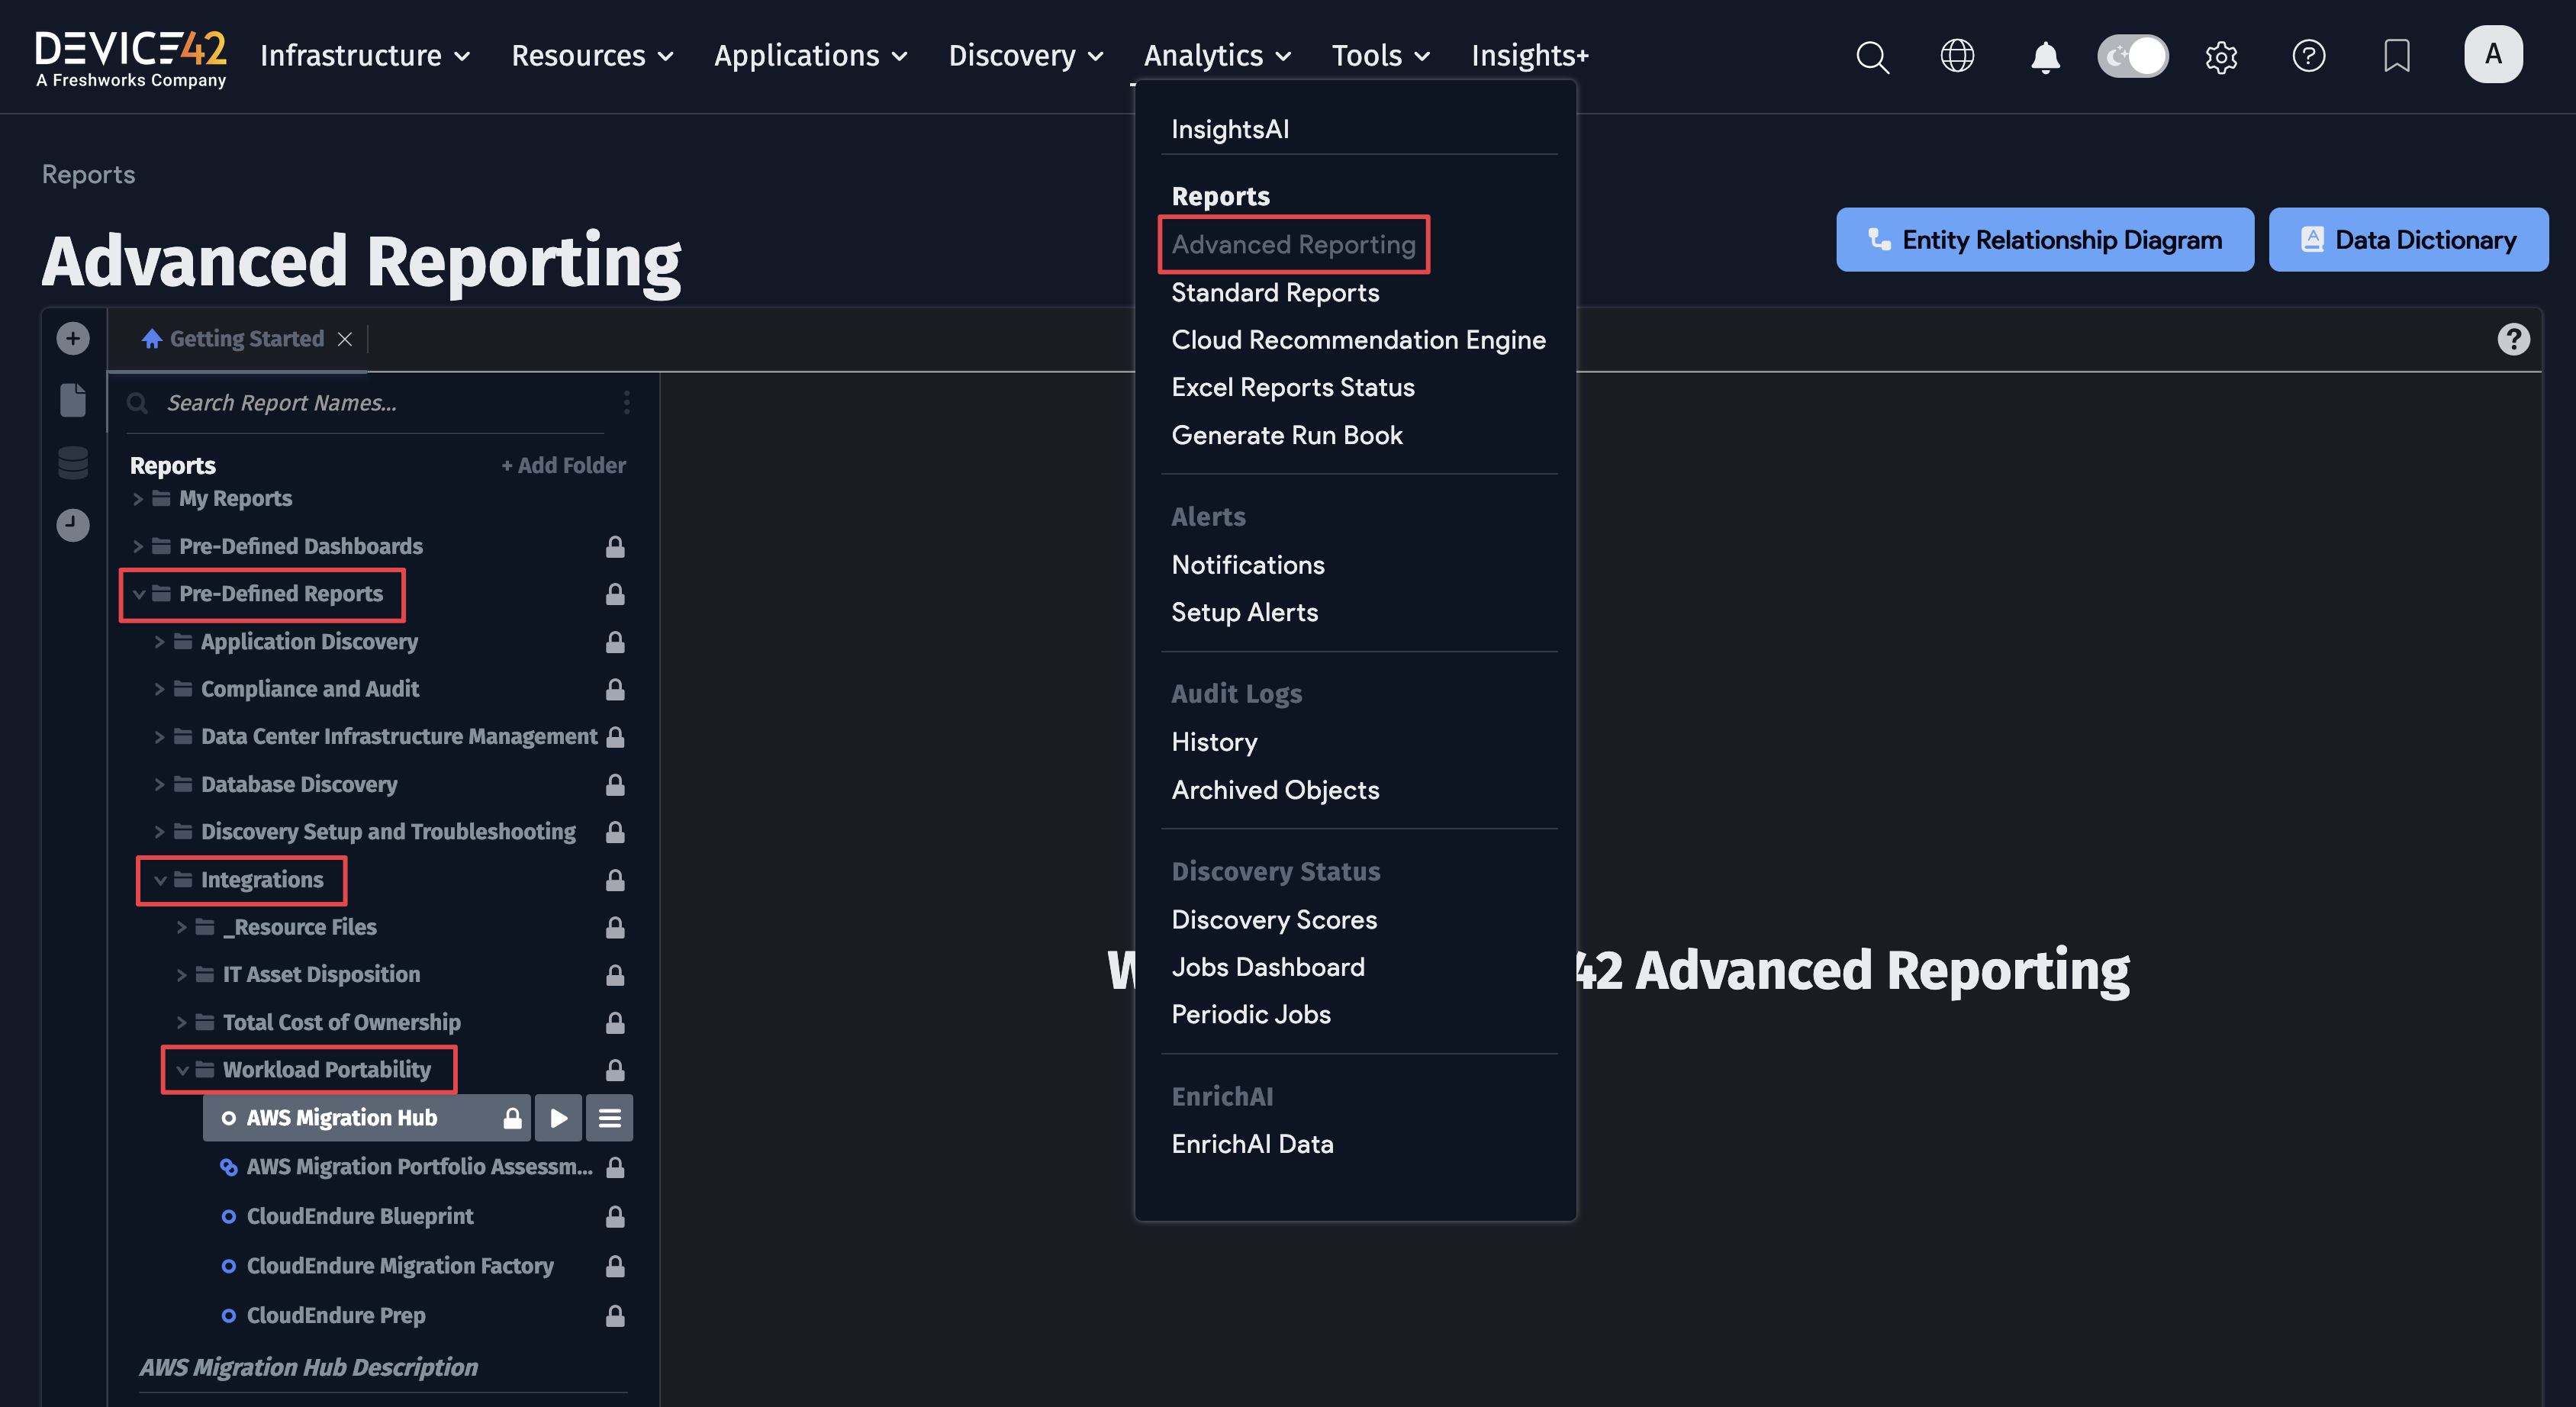 DEVICE42
A Freshworks Company
Infrastructure
Resources
Applications
Discovery
Analytics
Tools
Insights+
A
Reports
Advanced Reporting
Entity Relationship Diagram
Data Dictionary
Getting Started
Search Report Names...
Reports
+ Add Folder
My Reports
Pre-Defined Dashboards
Pre-Defined Reports
Application Discovery
Compliance and Audit
Data Center Infrastructure Management
Database Discovery
Discovery Setup and Troubleshooting
Integrations
_Resource Files
IT Asset Disposition
Total Cost of Ownership
Workload Portability
AWS Migration Hub
AWS Migration Portfolio Assessm...
CloudEndure Blueprint
CloudEndure Migration Factory
CloudEndure Prep
AWS Migration Hub Description
InsightsAI
Reports
Advanced Reporting
Standard Reports
Cloud Recommendation Engine
Excel Reports Status
Generate Run Book
Alerts
Notifications
Setup Alerts
Audit Logs
History
Archived Objects
Discovery Status
Discovery Scores
Jobs Dashboard
Periodic Jobs
EnrichAI
EnrichAI Data
42 Advanced Reporting